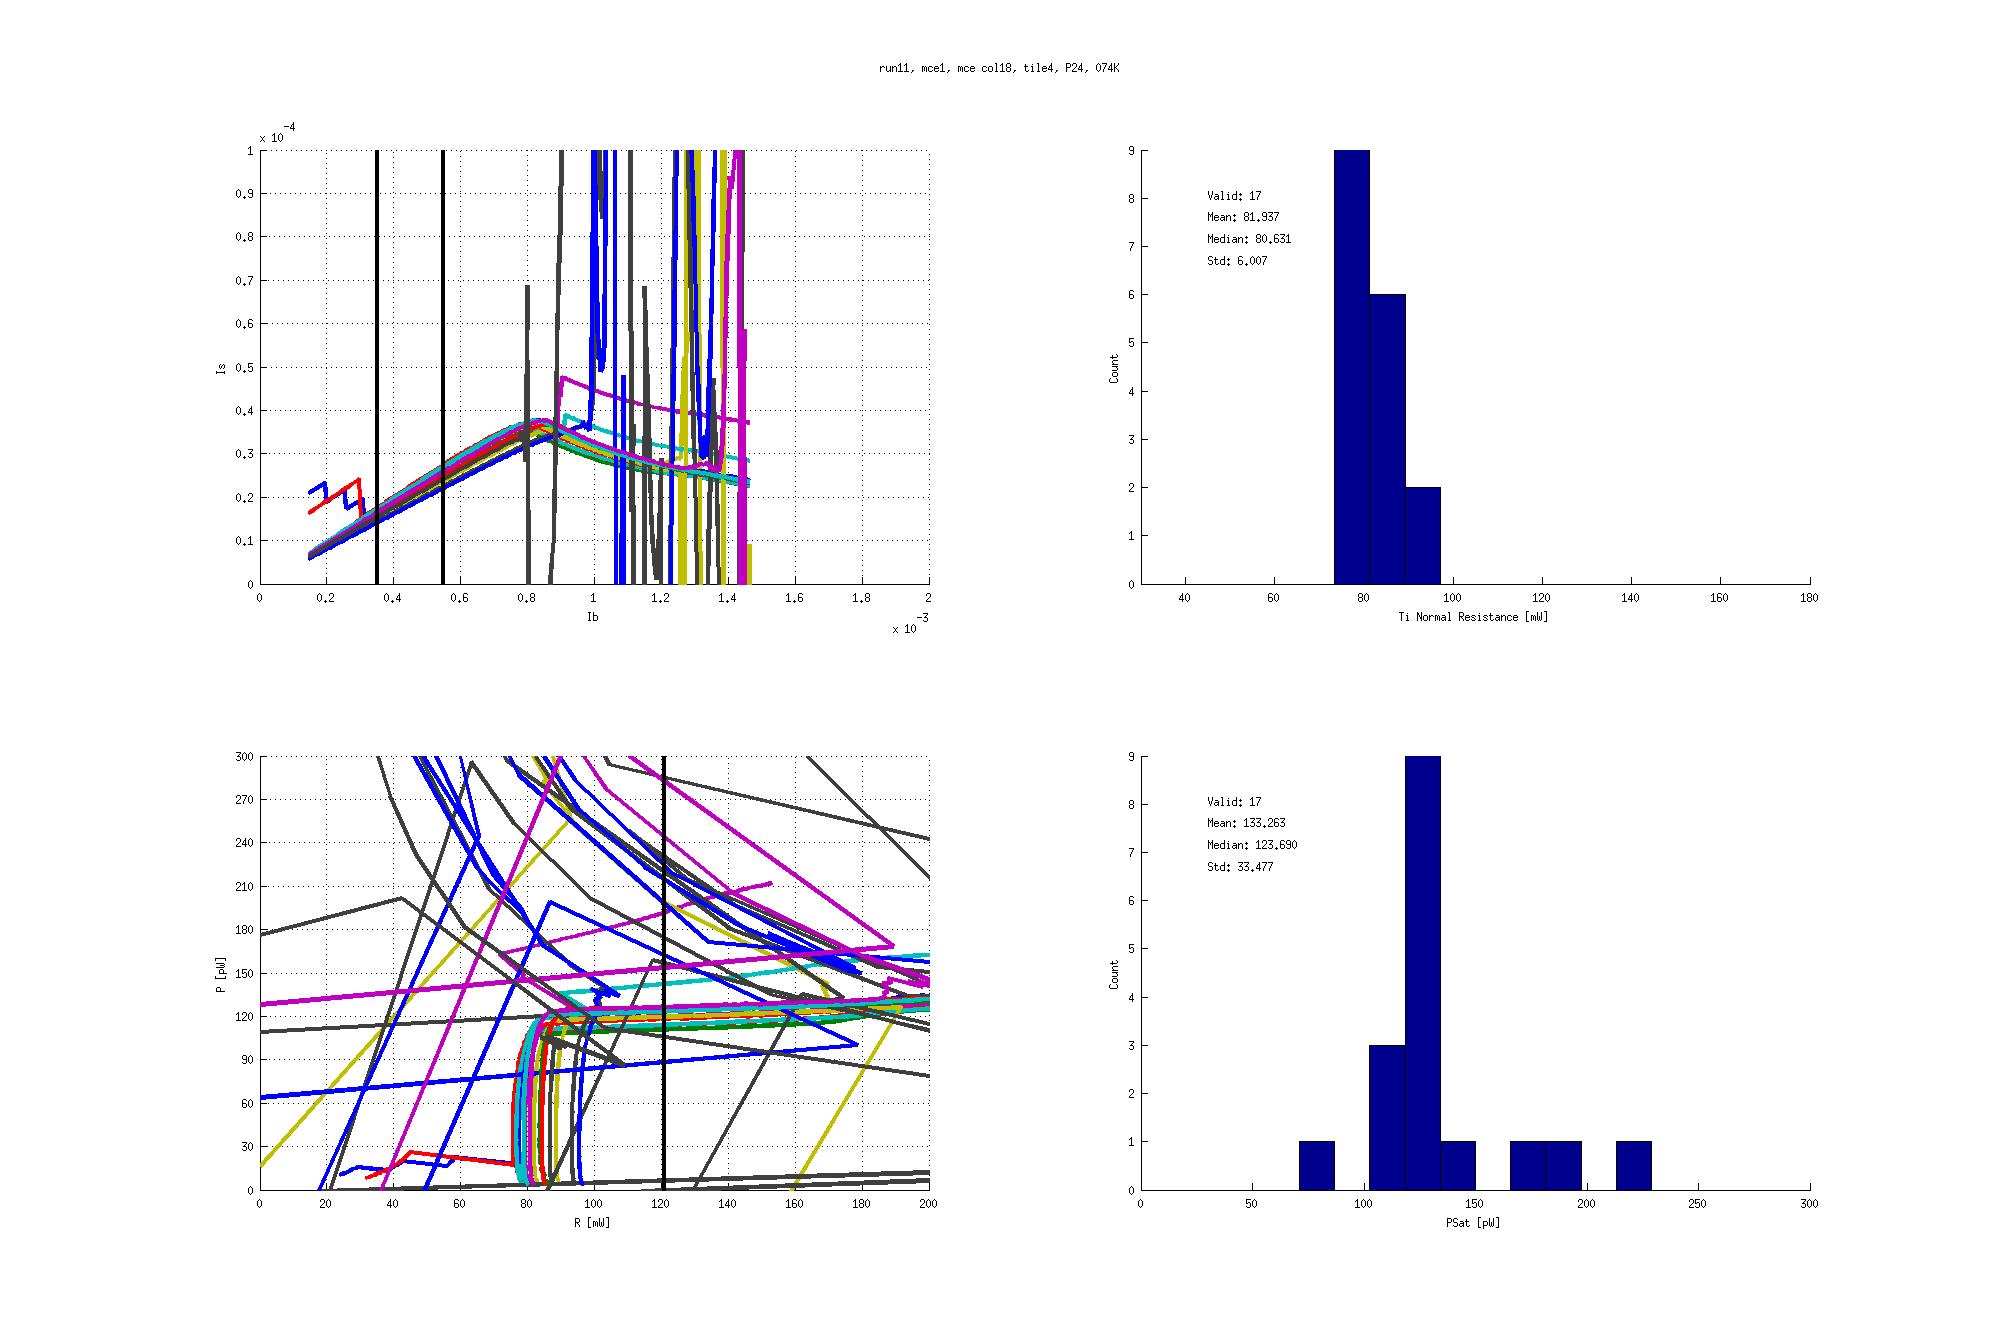 run11, mce1, mce col18, tile4, P24, 074K
x 10^-4
1
0.9
0.8
0.7
0.6
0.5
0.4
0.3
0.2
0.1
0
Is
0 0.2 0.4 0.6 0.8 1 1.2 1.4 1.6 1.8 2
Ib
x 10^-3
9
8
7
6
5
4
3
2
1
0
Count
Valid: 17
Mean: 81.937
Median: 80.631
Std: 6.007
40 60 80 100 120 140 160 180
Ti Normal Resistance [mW]
300
270
240
210
180
150
120
90
60
30
0
P [pW]
0 20 40 60 80 100 120 140 160 180 200
R [mW]
9
8
7
6
5
4
3
2
1
0
Count
Valid: 17
Mean: 133.263
Median: 123.690
Std: 33.477
0 50 100 150 200 250 300
PSat [pW]